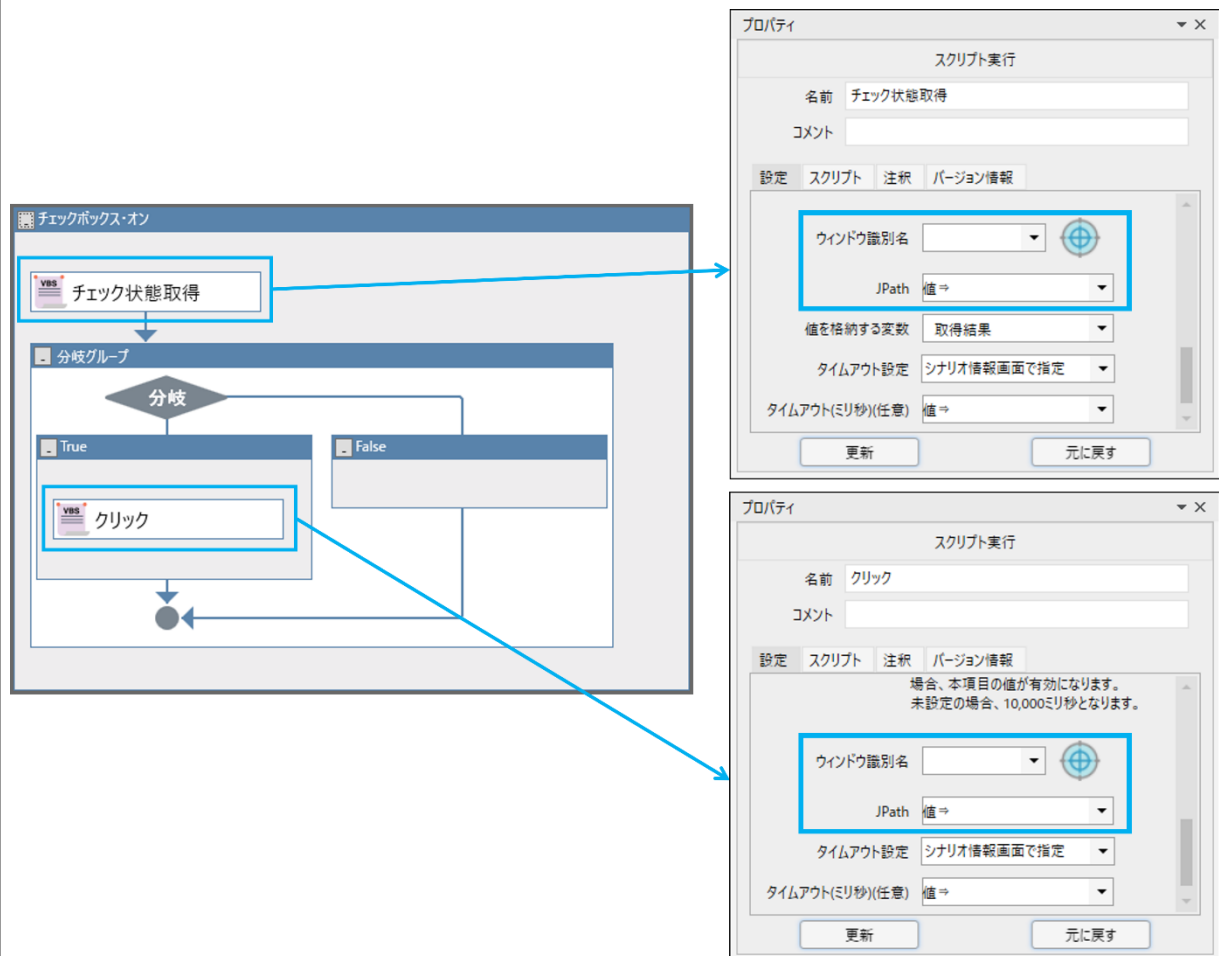 チェックボックス・オン
VBS
チェック状態取得
分岐グループ
分岐
True
False
VBS
クリック
プロパティ
スクリプト実行
名前 チェック状態取得
コメント
設定 スクリプト 注釈 バージョン情報
ウィンドウ識別名
JPath 値⇒
値を格納する変数 取得結果
タイムアウト設定 シナリオ情報画面で指定
タイムアウト(ミリ秒)(任意) 値⇒
更新 元に戻す
プロパティ
スクリプト実行
名前 クリック
コメント
設定 スクリプト 注釈 バージョン情報
場合、本項目の値が有効になります。
未設定の場合、10,000ミリ秒となります。
ウィンドウ識別名
JPath 値⇒
タイムアウト設定 シナリオ情報画面で指定
タイムアウト(ミリ秒)(任意) 値⇒
更新 元に戻す